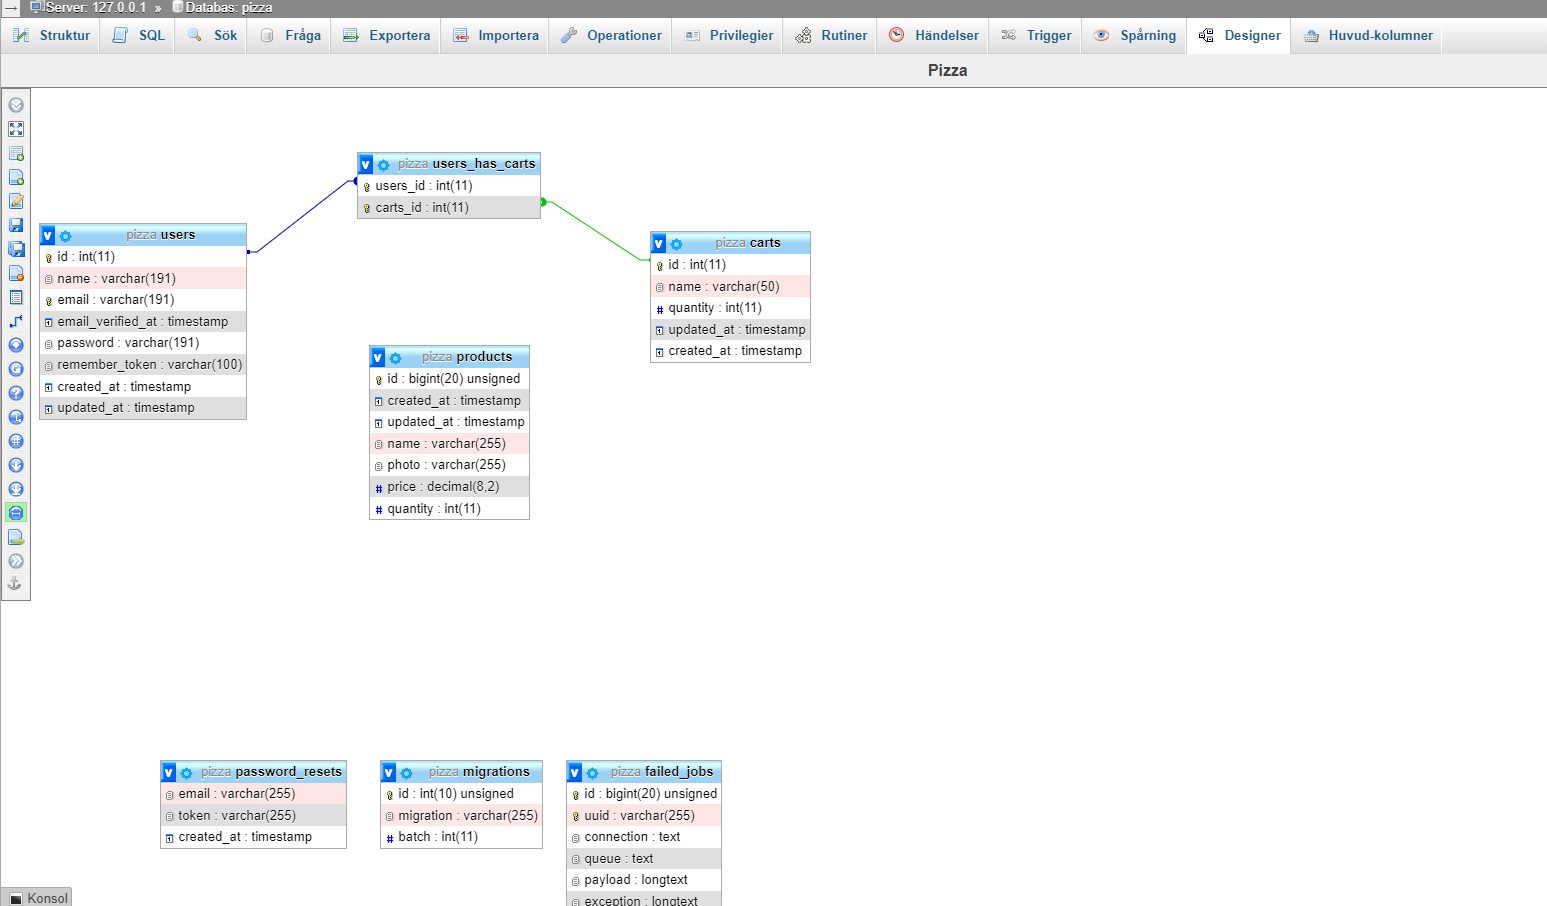 Server: 127.0.0.1 » Databas: pizza
Struktur SQL Sök Fråga Exportera Importera Operationer Privilegier Rutiner Händelser Trigger Spårning Designer Huvud-kolumner
Pizza
v pizza users_has_carts
users_id : int(11)
carts_id : int(11)
v pizza users
id : int(11)
name : varchar(191)
email : varchar(191)
email_verified_at : timestamp
password : varchar(191)
remember_token : varchar(100)
created_at : timestamp
updated_at : timestamp
v pizza carts
id : int(11)
name : varchar(50)
# quantity : int(11)
updated_at : timestamp
created_at : timestamp
v pizza products
id : bigint(20) unsigned
created_at : timestamp
updated_at : timestamp
name : varchar(255)
photo : varchar(255)
# price : decimal(8,2)
# quantity : int(11)
v pizza password_resets
email : varchar(255)
token : varchar(255)
created_at : timestamp
v pizza migrations
id : int(10) unsigned
migration : varchar(255)
# batch : int(11)
v pizza failed_jobs
id : bigint(20) unsigned
uuid : varchar(255)
connection : text
queue : text
payload : longtext
exception : longtext
Konsol